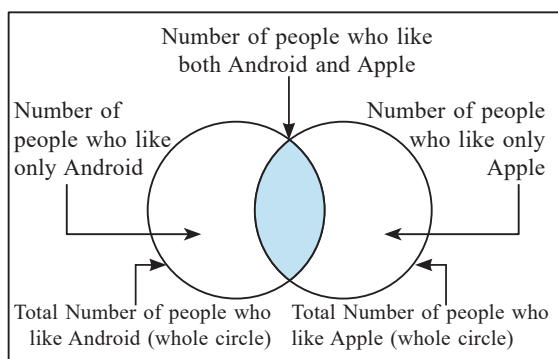 Number of people who like
both Android and Apple
Number of
people who like
only Android
Number of people
who like only
Apple
Total Number of people who
like Android (whole circle)
Total Number of people who
like Apple (whole circle)